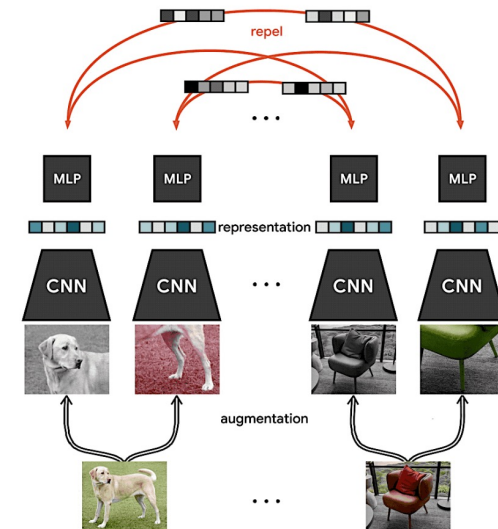 repel
...
MLP MLP MLP MLP
representation
CNN CNN ... CNN CNN
augmentation
...